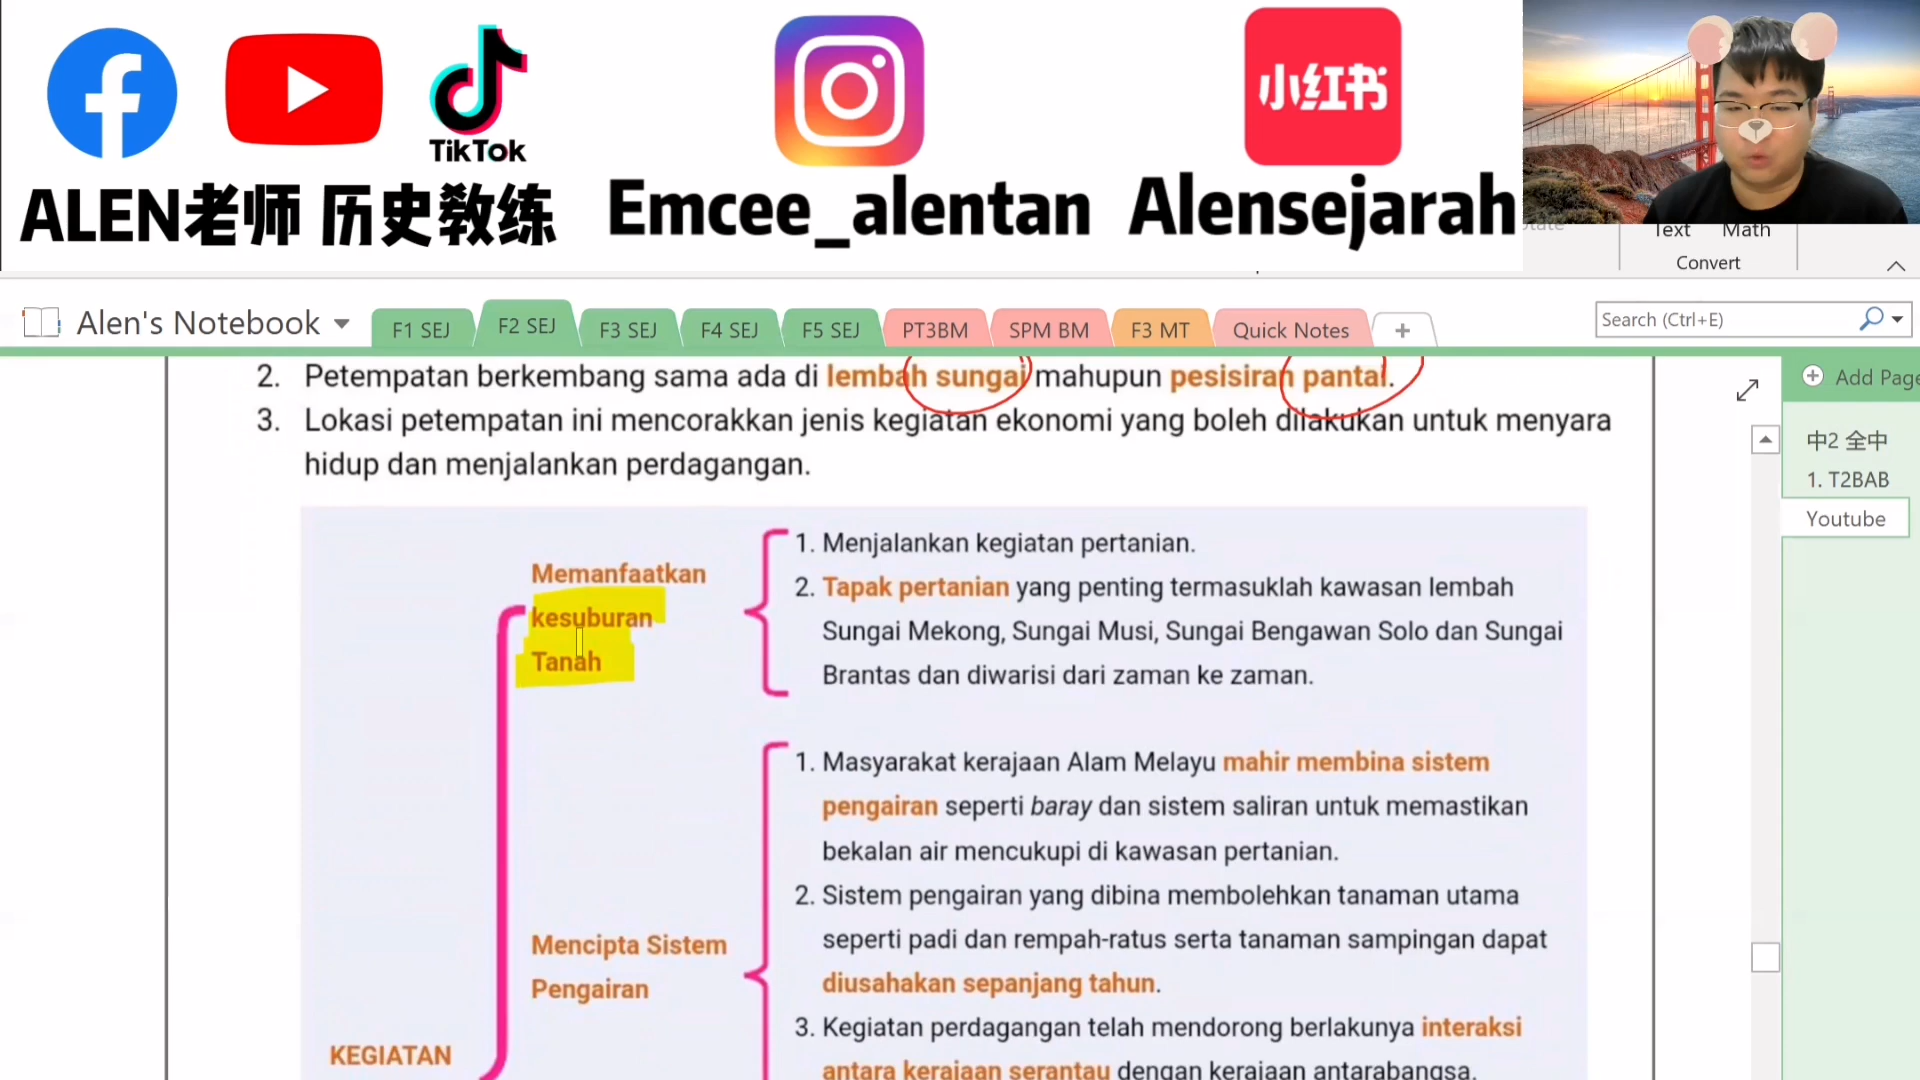 小红书
TikTok
ALEN老师 历史教练
Emcee_alentan
Alensejarah
Text Math
Convert
Alen's Notebook
F1 SEJ
F2 SEJ
F3 SEJ
F4 SEJ
F5 SEJ
PT3BM
SPM BM
F3 MT
Quick Notes
Search (Ctrl+E)
Add Page
中2 全中
1. T2BAB
Youtube
2. Petempatan berkembang sama ada di lembah sungai mahupun pesisiran pantai.
3. Lokasi petempatan ini mencorakkan jenis kegiatan ekonomi yang boleh dilakukan untuk menyara
hidup dan menjalankan perdagangan.
Memanfaatkan
kesuburan
Tanah
1. Menjalankan kegiatan pertanian.
2. Tapak pertanian yang penting termasuklah kawasan lembah
Sungai Mekong, Sungai Musi, Sungai Bengawan Solo dan Sungai
Brantas dan diwarisi dari zaman ke zaman.
Mencipta Sistem
Pengairan
1. Masyarakat kerajaan Alam Melayu mahir membina sistem
pengairan seperti baray dan sistem saliran untuk memastikan
bekalan air mencukupi di kawasan pertanian.
2. Sistem pengairan yang dibina membolehkan tanaman utama
seperti padi dan rempah-ratus serta tanaman sampingan dapat
diusahakan sepanjang tahun.
3. Kegiatan perdagangan telah mendorong berlakunya interaksi
antara kerajaan serantau dengan kerajaan antarabangsa.
KEGIATAN